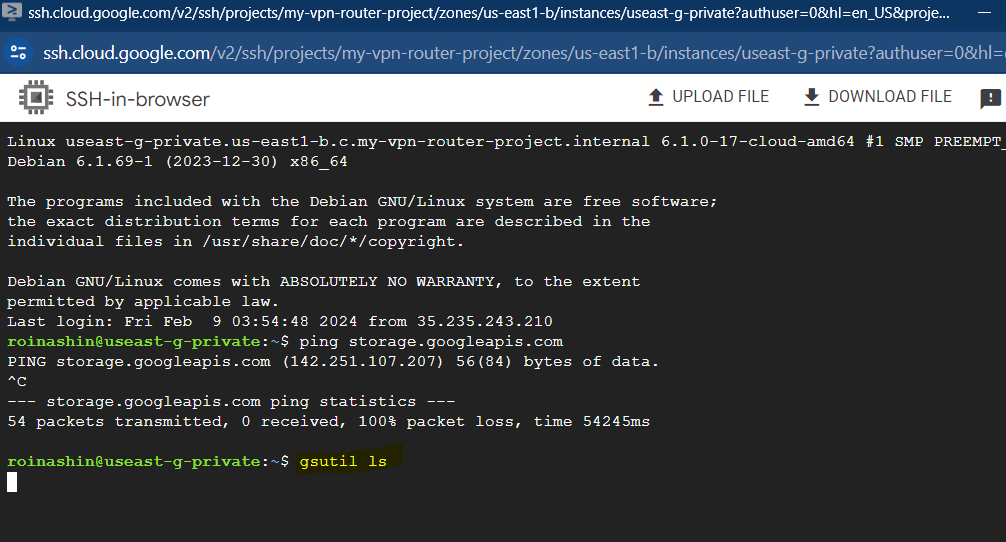 ssh.cloud.google.com/v2/ssh/projects/my-vpn-router-project/zones/us-east1-b/instances/useast-g-private?authuser=0&hl=en_US&proje...
ssh.cloud.google.com/v2/ssh/projects/my-vpn-router-project/zones/us-east1-b/instances/useast-g-private?authuser=0&hl=
SSH-in-browser
UPLOAD FILE
DOWNLOAD FILE
Linux useast-g-private.us-east1-b.c.my-vpn-router-project.internal 6.1.0-17-cloud-amd64 #1 SMP PREEMPT_
Debian 6.1.69-1 (2023-12-30) x86_64
The programs included with the Debian GNU/Linux system are free software;
the exact distribution terms for each program are described in the
individual files in /usr/share/doc/*/copyright.
Debian GNU/Linux comes with ABSOLUTELY NO WARRANTY, to the extent
permitted by applicable law.
Last login: Fri Feb  9 03:54:48 2024 from 35.235.243.210
roinashin@useast-g-private:~$ ping storage.googleapis.com
PING storage.googleapis.com (142.251.107.207) 56(84) bytes of data.
^C
--- storage.googleapis.com ping statistics ---
54 packets transmitted, 0 received, 100% packet loss, time 54245ms
roinashin@useast-g-private:~$ gsutil ls